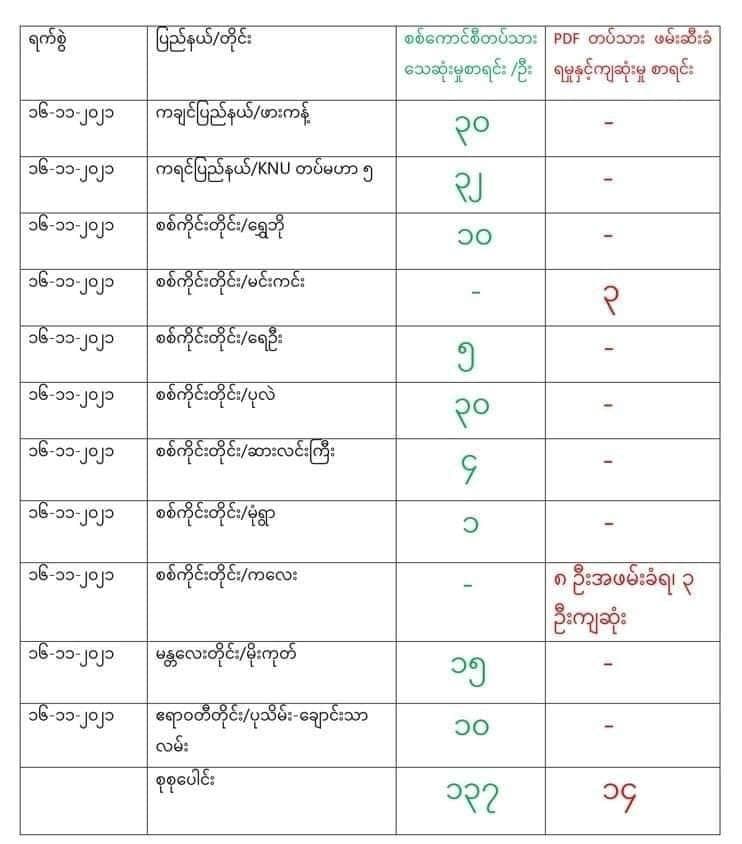 ရက်စွဲ ပြည်နယ်/တိုင်း စစ်ကောင်စီတပ်သား PDF တပ်သား ဖမ်းဆီးခံ
သေဆုံးမှုစာရင်း /ဦး ရမှုနှင့်ကျဆုံးမှု စာရင်း
၁၆-၁၁-၂၀၂၁ ကချင်ပြည်နယ်/ဖားကန့် ၃၀ -
၁၆-၁၁-၂၀၂၁ ကရင်ပြည်နယ်/KNU တပ်မဟာ ၅ ၃၂ -
၁၆-၁၁-၂၀၂၁ စစ်ကိုင်းတိုင်း/ရွှေဘို ၁၀ -
၁၆-၁၁-၂၀၂၁ စစ်ကိုင်းတိုင်း/မင်းကင်း - ၃
၁၆-၁၁-၂၀၂၁ စစ်ကိုင်းတိုင်း/ရေဦး ၅ -
၁၆-၁၁-၂၀၂၁ စစ်ကိုင်းတိုင်း/ပုလဲ ၃၀ -
၁၆-၁၁-၂၀၂၁ စစ်ကိုင်းတိုင်း/ဆားလင်းကြီး ၄ -
၁၆-၁၁-၂၀၂၁ စစ်ကိုင်းတိုင်း/မုံရွာ ၁ -
၁၆-၁၁-၂၀၂၁ စစ်ကိုင်းတိုင်း/ကလေး - ၈ ဦးအဖမ်းခံရ၊ ၃
ဦးကျဆုံး
၁၆-၁၁-၂၀၂၁ မန္တလေးတိုင်း/မိုးကုတ် ၁၅ -
၁၆-၁၁-၂၀၂၁ ဧရာဝတီတိုင်း/ပုသိမ်-ချောင်းသာ ၁၀ -
လမ်း
စုစုပေါင်း ၁၃၇ ၁၄